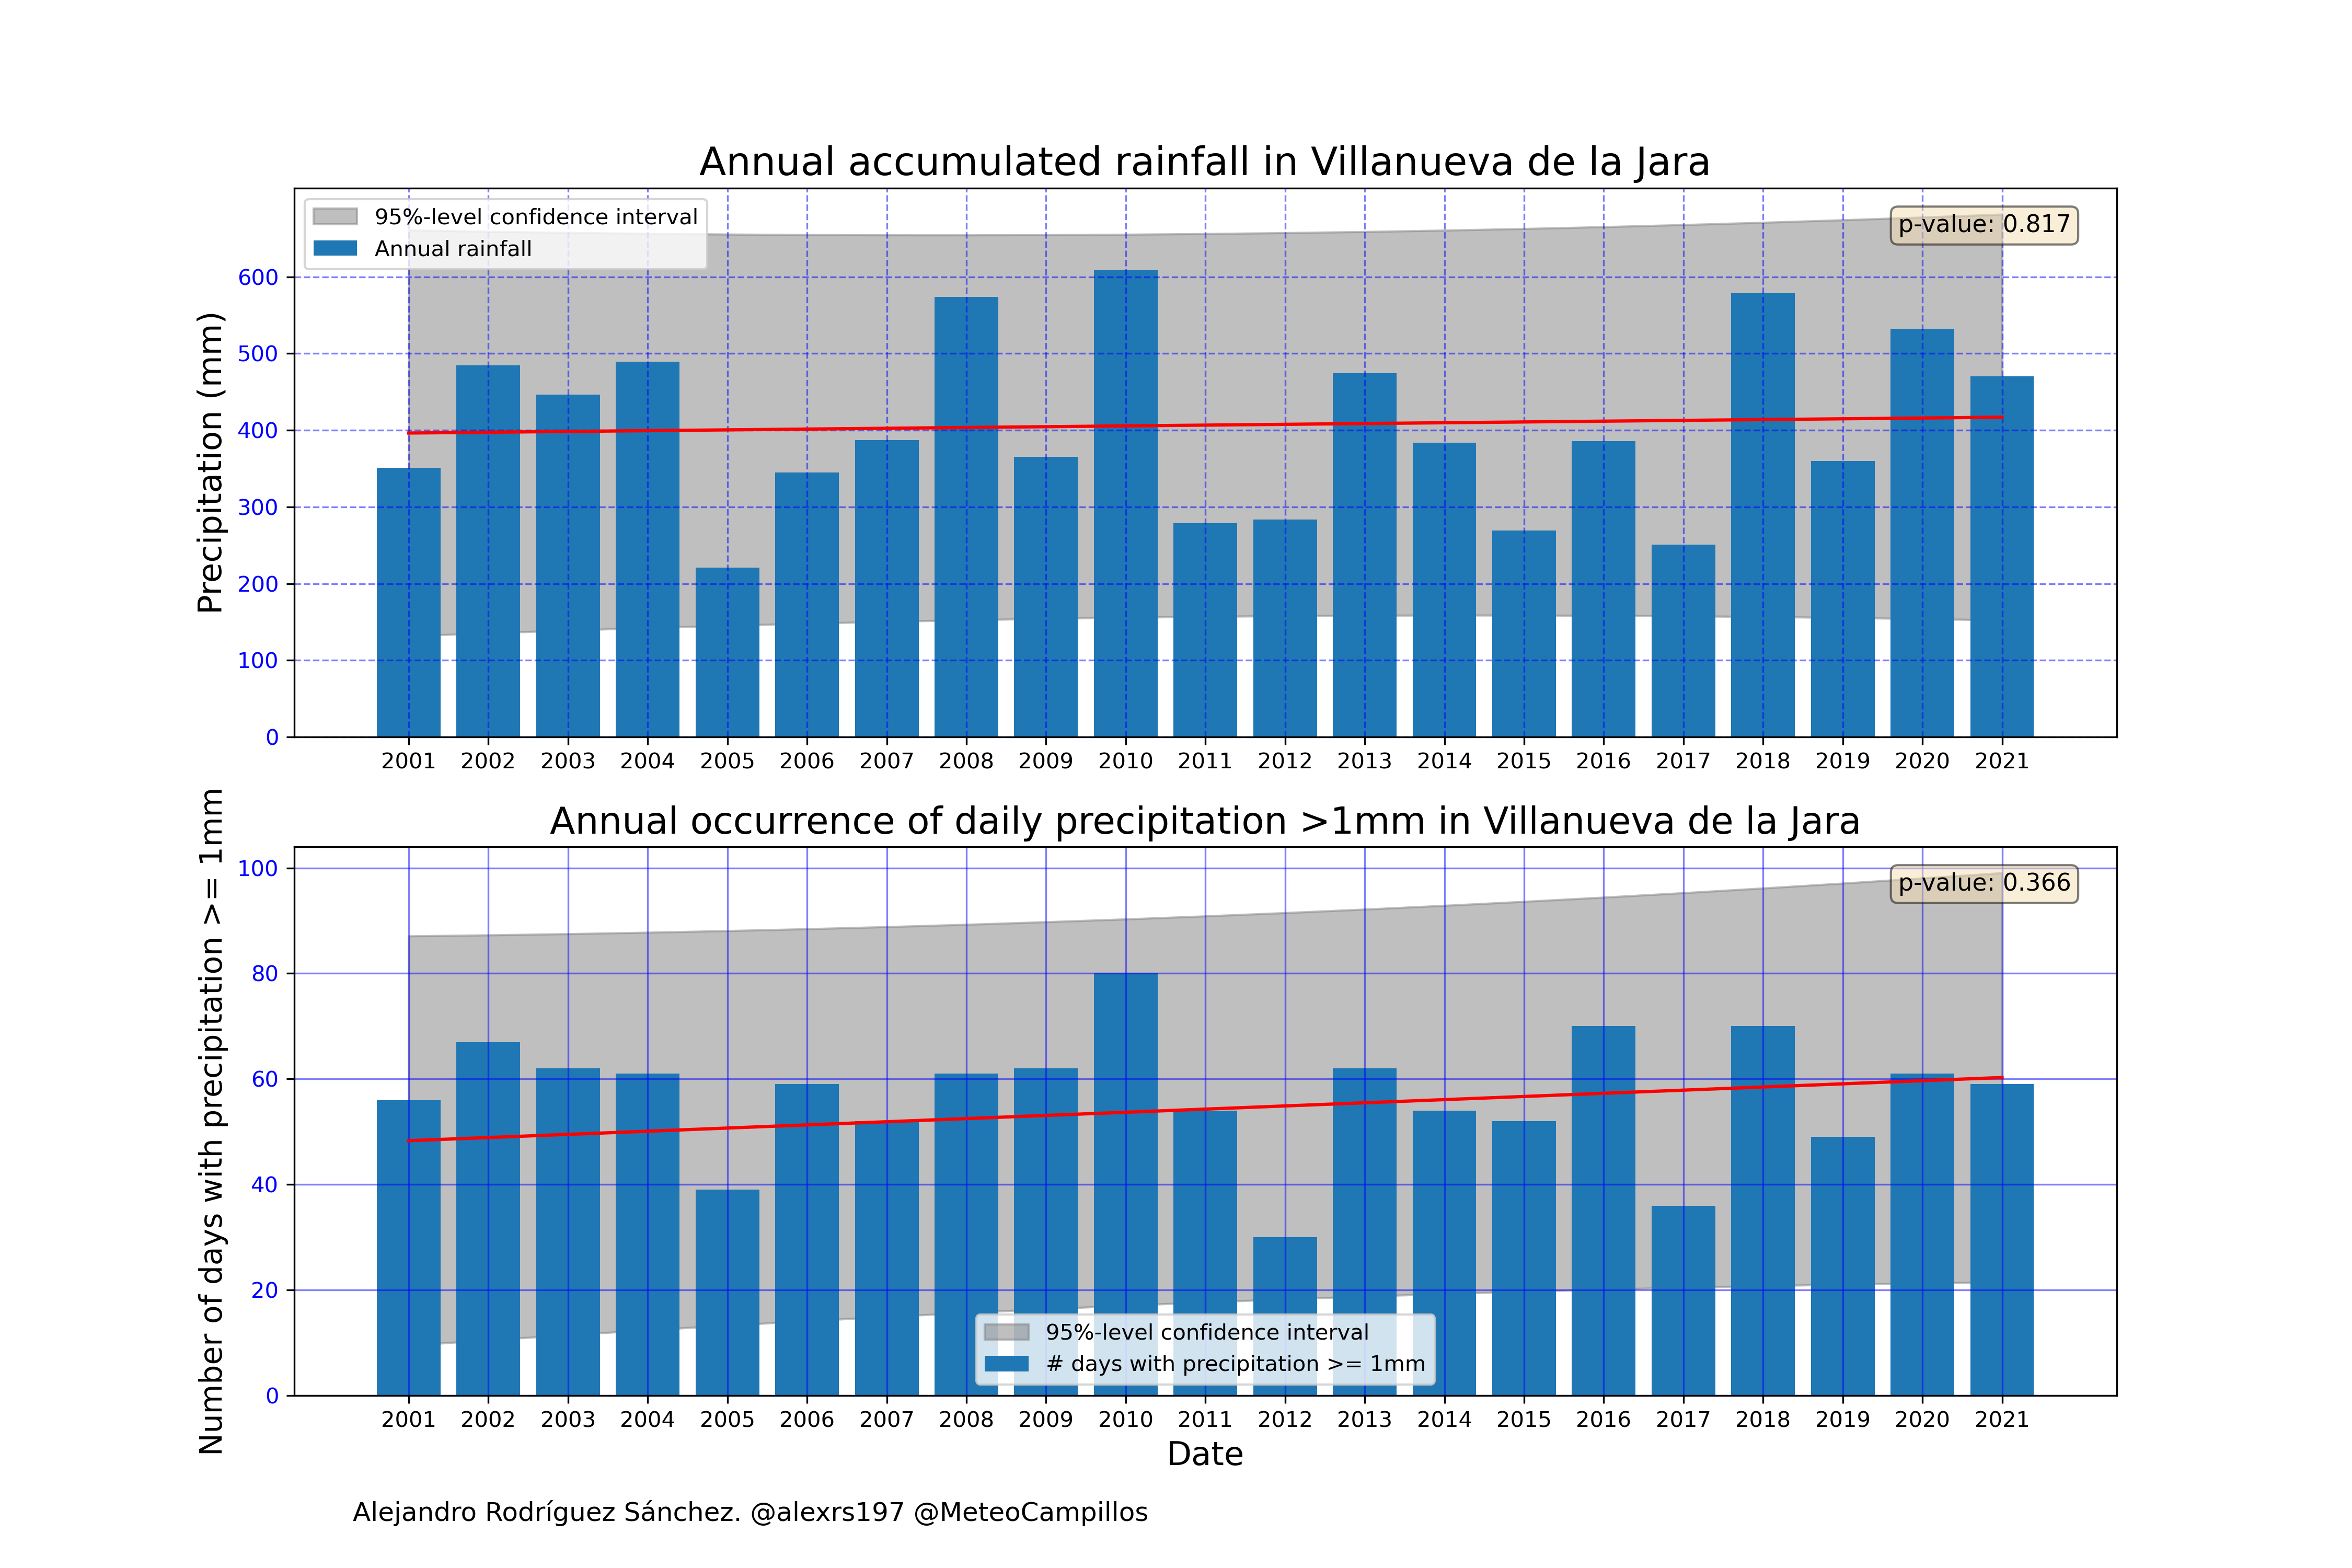 Annual accumulated rainfall in Villanueva de la Jara
95%-level confidence interval
Annual rainfall
p-value: 0.817
Precipitation (mm)
600
500
400
300
200
100
0
2001 2002 2003 2004 2005 2006 2007 2008 2009 2010 2011 2012 2013 2014 2015 2016 2017 2018 2019 2020 2021
Annual occurrence of daily precipitation >1mm in Villanueva de la Jara
p-value: 0.366
Number of days with precipitation >= 1mm
100
80
60
40
20
0
95%-level confidence interval
# days with precipitation >= 1mm
2001 2002 2003 2004 2005 2006 2007 2008 2009 2010 2011 2012 2013 2014 2015 2016 2017 2018 2019 2020 2021
Date
Alejandro Rodríguez Sánchez. @alexrs197 @MeteoCampillos